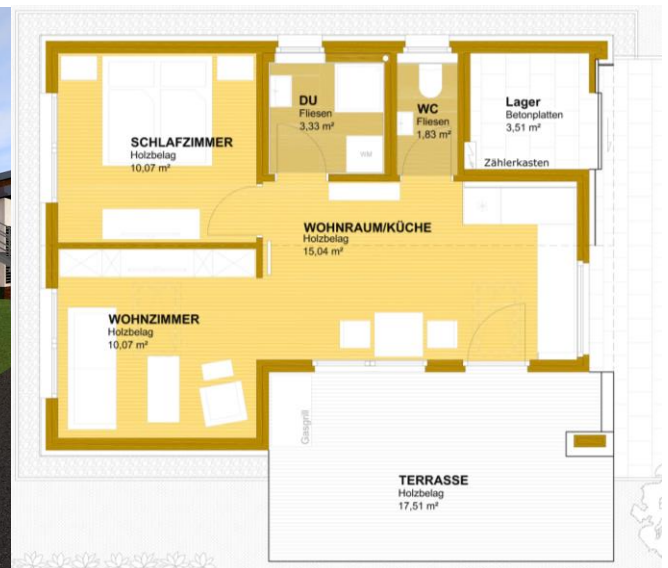 SCHLAFZIMMER
Holzbelag
10,07 m²
DU
Fliesen
3,33 m²
WM
WC
Fliesen
1,83 m²
Lager
Betonplatten
3,51 m²
Zählerkasten
WOHNRAUM/KÜCHE
Holzbelag
15,04 m²
WOHNZIMMER
Holzbelag
10,07 m²
Gasgrill
TERRASSE
Holzbelag
17,51 m²